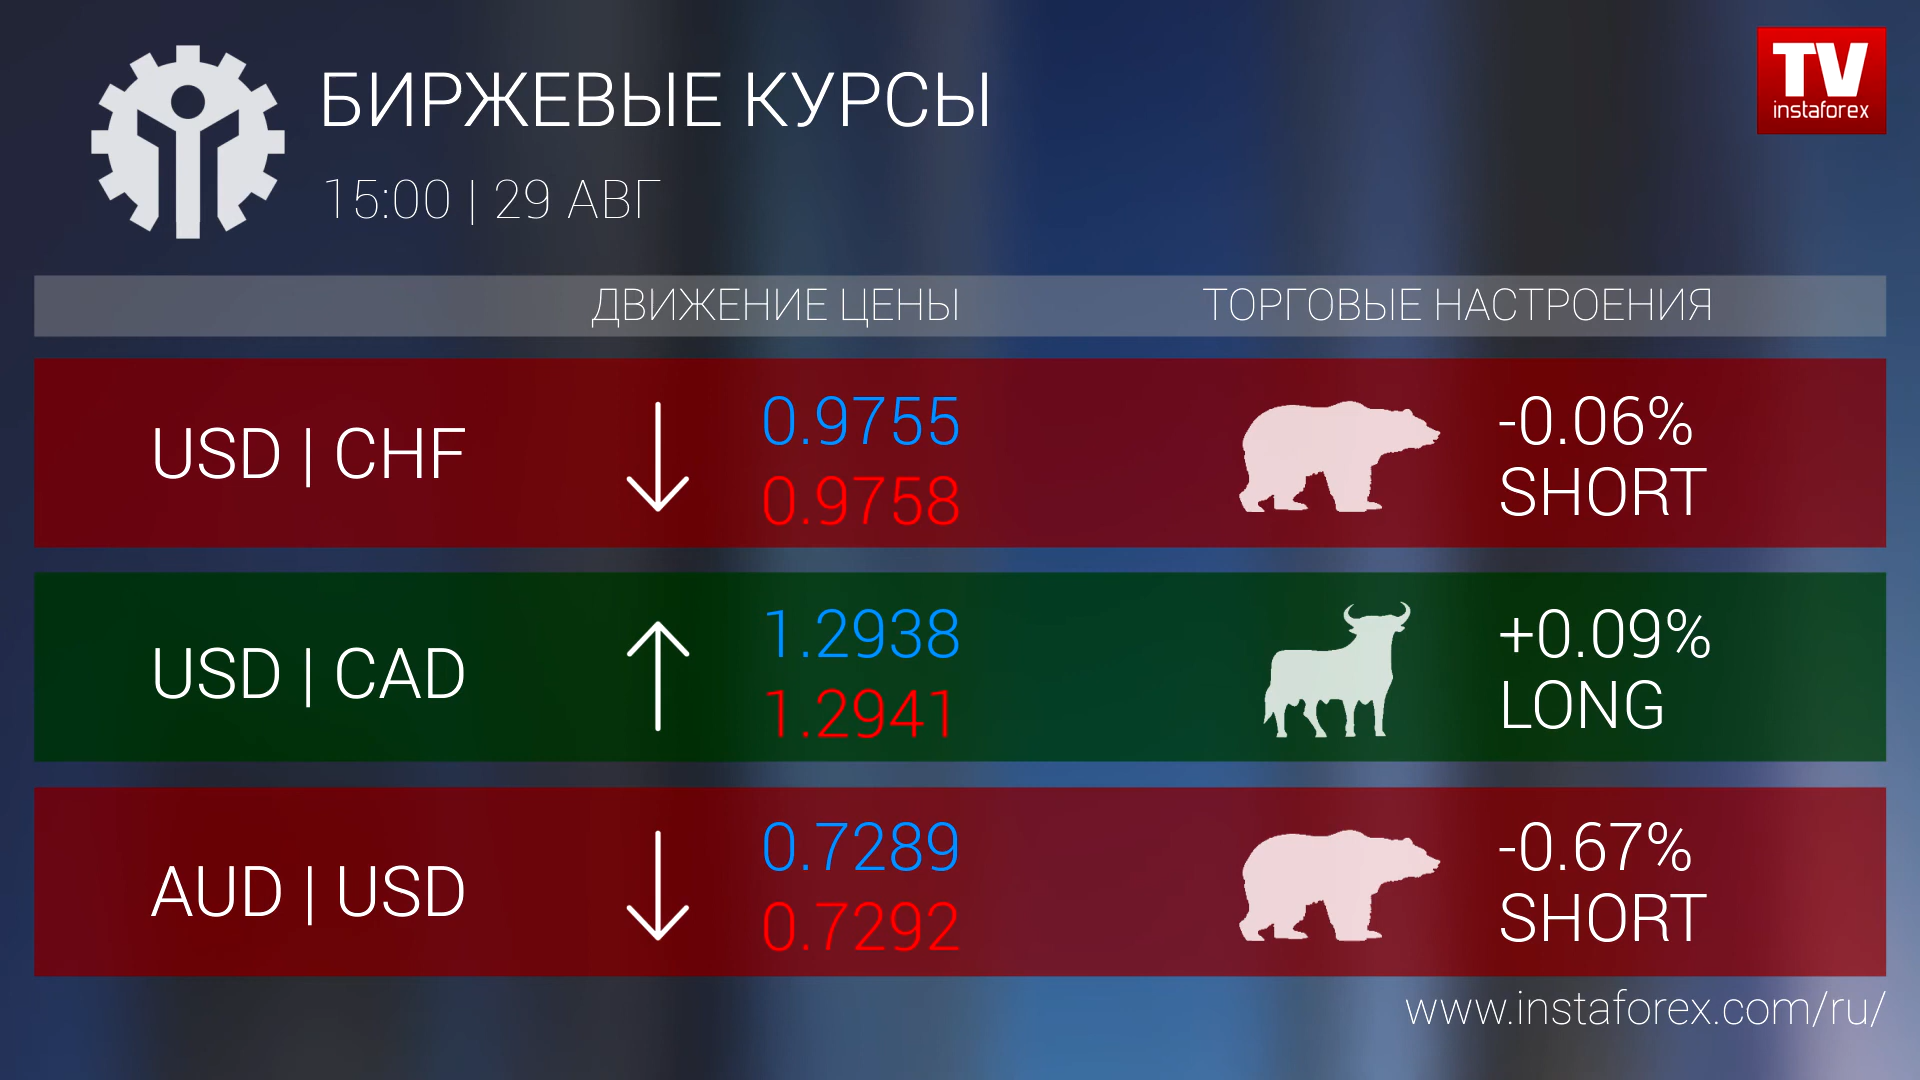 БИРЖЕВЫЕ КУРСЫ
15:00 | 29 АВГ
TV
instaforex
ДВИЖЕНИЕ ЦЕНЫ
ТОРГОВЫЕ НАСТРОЕНИЯ
USD | CHF
0.9755
0.9758
-0.06%
SHORT
USD | CAD
1.2938
1.2941
+0.09%
LONG
AUD | USD
0.7289
0.7292
-0.67%
SHORT
www.instaforex.com/ru/